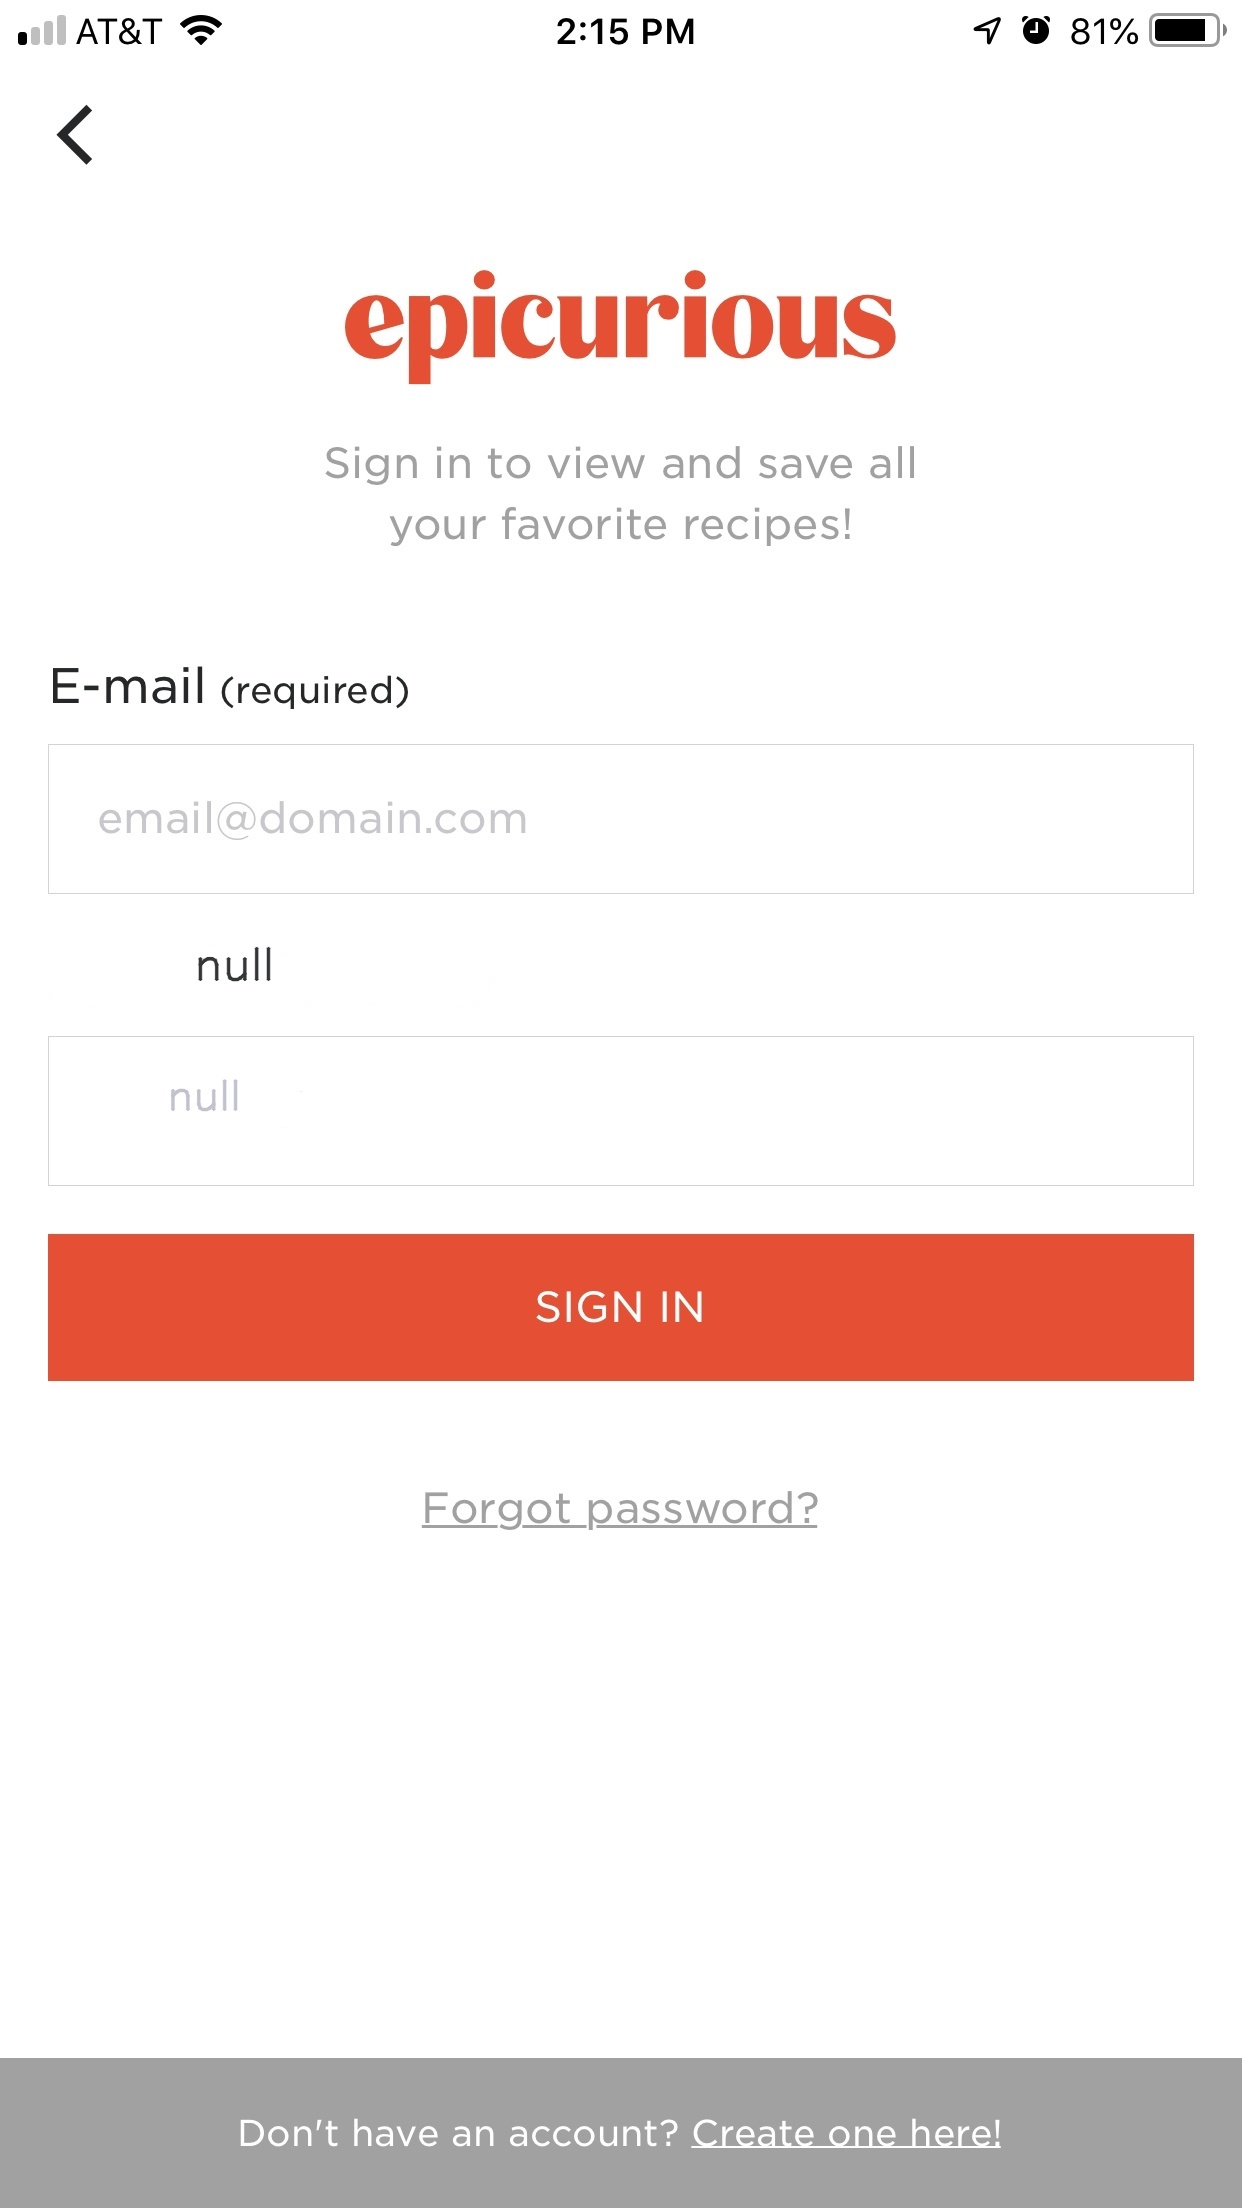 AT&T 2:15 PM 81%
epicurious
Sign in to view and save all
your favorite recipes!
E-mail (required)
email@domain.com
null
null
SIGN IN
Forgot password?
Don't have an account? Create one here!